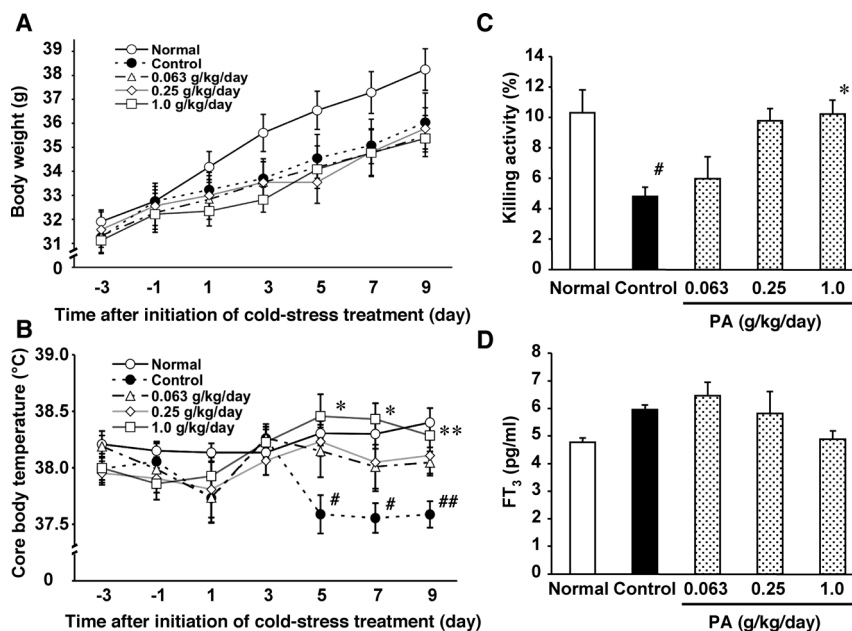 A
Body weight (g)
39
38
37
36
35
34
33
32
31
0
Normal
Control
0.063 g/kg/day
0.25 g/kg/day
1.0 g/kg/day
-3 -1 1 3 5 7 9
Time after initiation of cold-stress treatment (day)
B
Core body temperature (°C)
39.0
38.5
38.0
37.5
0
Normal
Control
0.063 g/kg/day
0.25 g/kg/day
1.0 g/kg/day
* * **
# # ##
-3 -1 1 3 5 7 9
Time after initiation of cold-stress treatment (day)
C
Killing activity (%)
14
12
10
8
6
4
2
0
# *
Normal Control 0.063 0.25 1.0
PA (g/kg/day)
D
FT3 (pg/ml)
8
7
6
5
4
3
2
1
0
Normal Control 0.063 0.25 1.0
PA (g/kg/day)